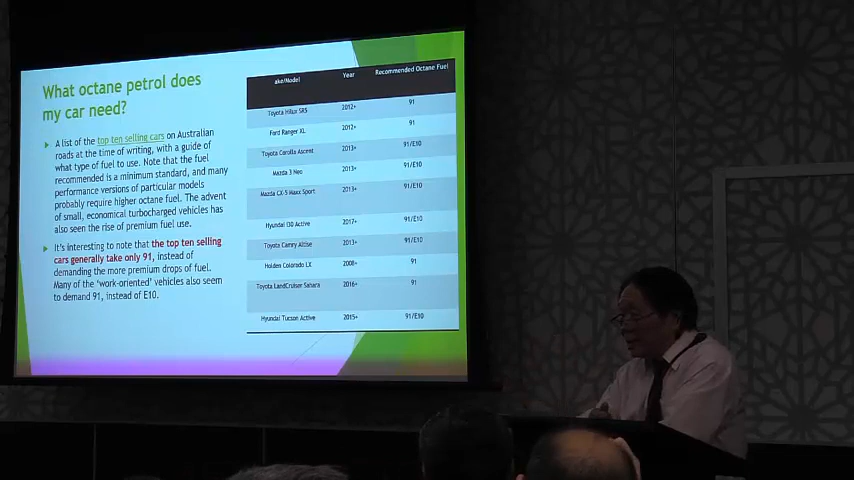 What octane petrol does
my car need?
A list of the top ten selling cars on Australian
roads at the time of writing, with a guide of
what type of fuel to use. Note that the fuel
recommended is a minimum standard, and many
performance versions of particular models
probably require higher octane fuel. The advent
of small, economical turbocharged vehicles has
also seen the rise of premium fuel use.
It's interesting to note that the top ten selling
cars generally take only 91, instead of
demanding the more premium drops of fuel.
Many of the 'work-oriented' vehicles also seem
to demand 91, instead of E10.
ake/Model Year Recommended Octane Fuel
Toyota Hilux SR5 2012+ 91
Ford Ranger XL 2012+ 91
Toyota Corolla Ascent 2013+ 91/E10
Mazda 3 Neo 2013+ 91/E10
Mazda CX-5 Maxx Sport 2013+ 91/E10
Hyundai i30 Active 2017+ 91/E10
Toyota Camry Altise 2013+ 91/E10
Holden Colorado LX 2008+ 91
Toyota LandCruiser Sahara 2016+ 91
Hyundai Tucson Active 2015+ 91/E10